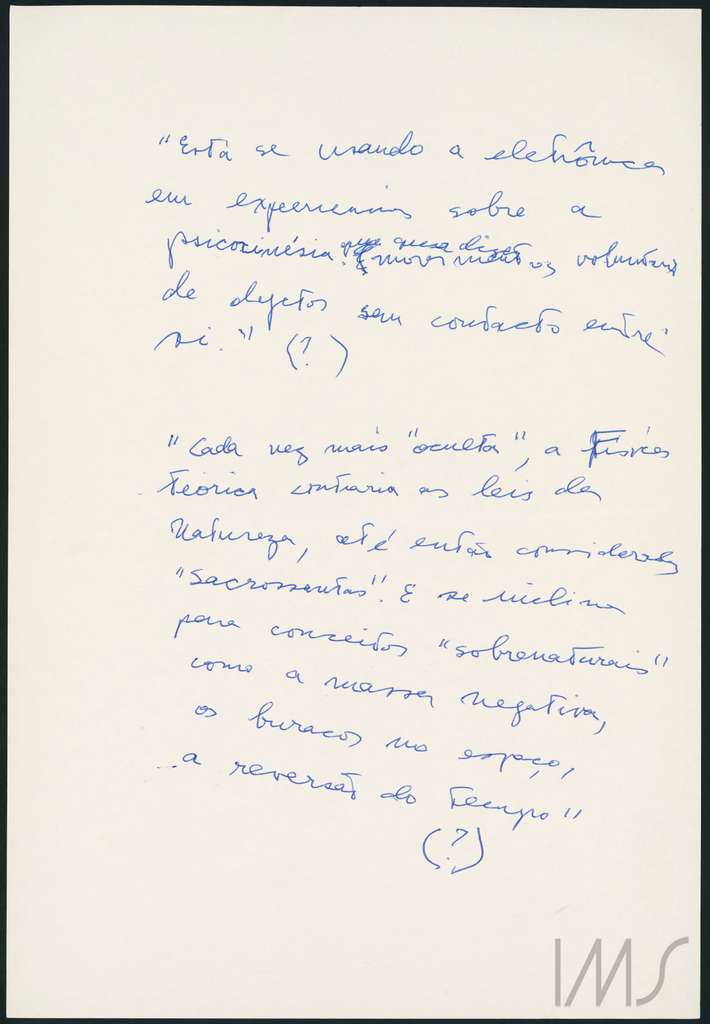 "Está se usando a eletrônica
em experiencias sobre a
psicocinésia. que quer dizer movimentos voluntários
de objetos sem contacto entre
si." (?)
"Cada vez mais "oculta", a Física
teórica contraria as leis da
Natureza, até então consideradas
"Sacrossantas". E se inclina
para conceitos "sobrenaturais"
como a massa negativa,
os buracos no espaço,
a reversão do tempo"
(?)
IMS